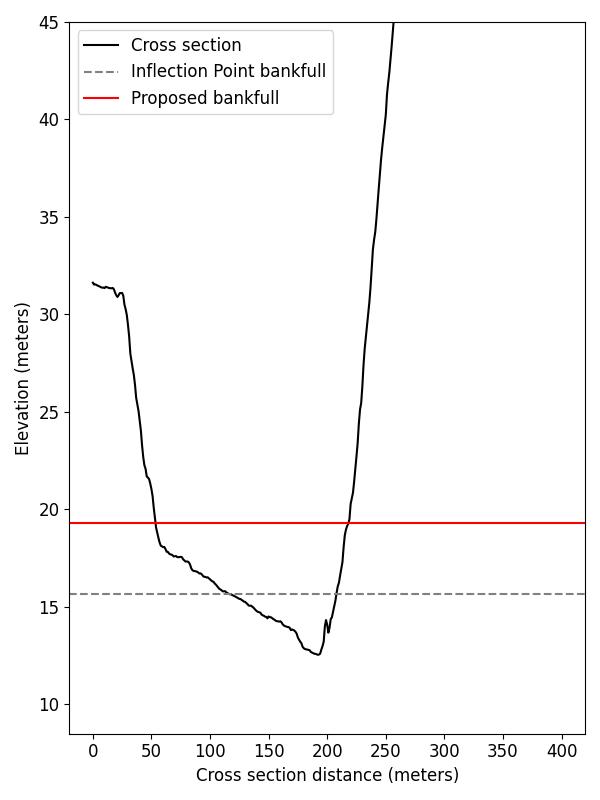 Cross section
Inflection Point bankfull
Proposed bankfull
45
40
35
30
25
20
15
10
Elevation (meters)
0 50 100 150 200 250 300 350 400
Cross section distance (meters)